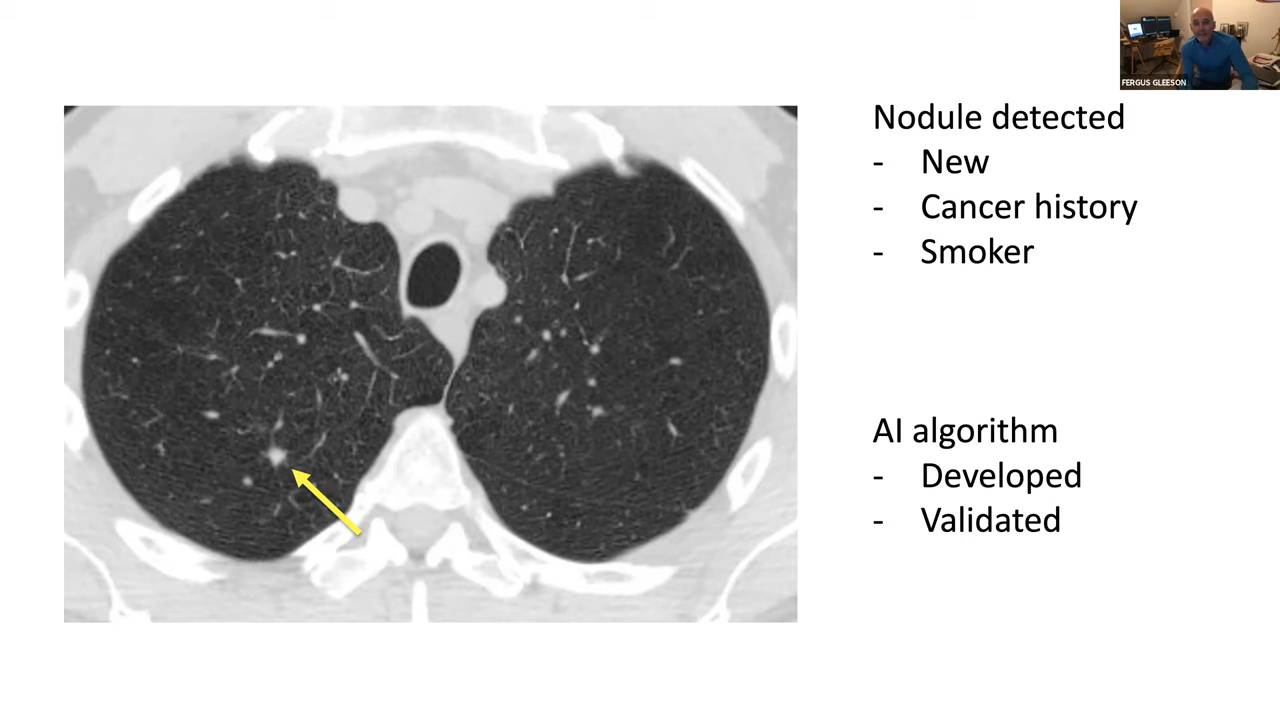 FERGUS GLEESON
Nodule detected
- New
- Cancer history
- Smoker
AI algorithm
- Developed
- Validated